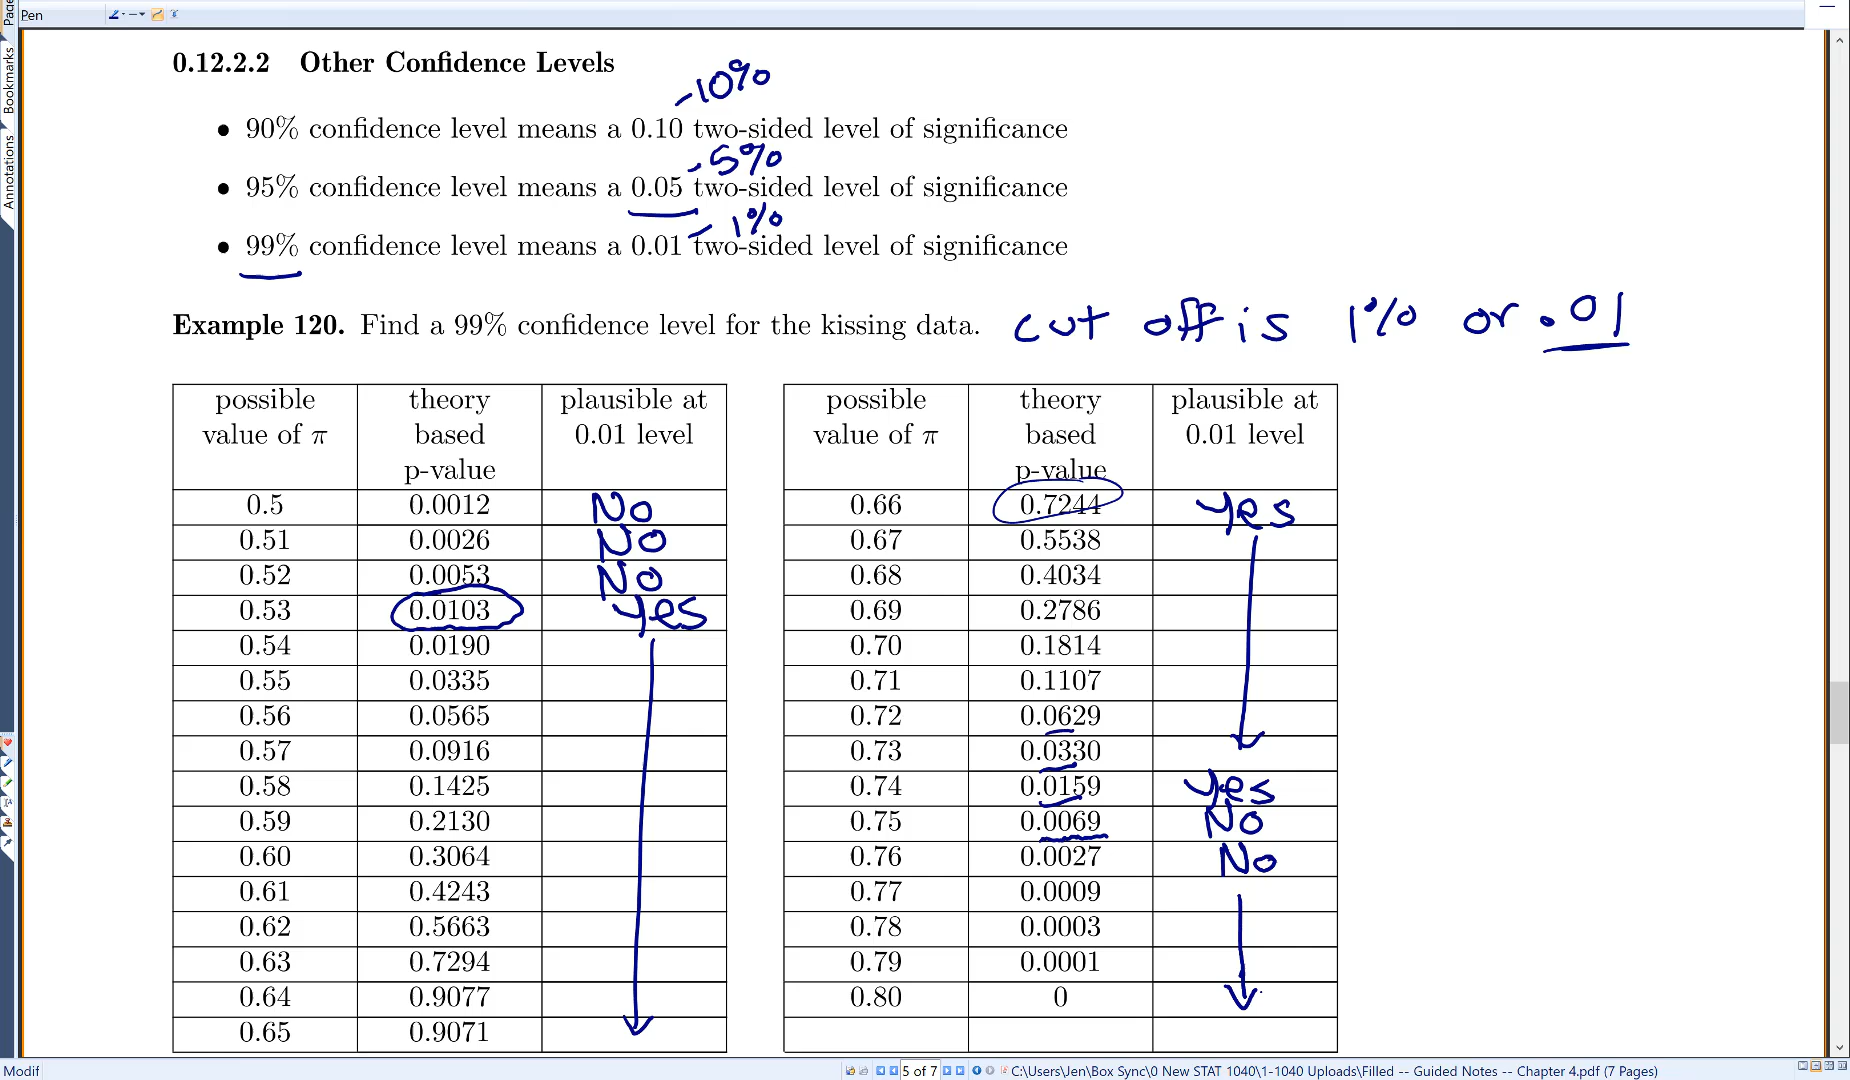 Pen
Page
Bookmarks
Annotations
0.12.2.2 Other Confidence Levels
-10%
• 90% confidence level means a 0.10 two-sided level of significance
-5%
• 95% confidence level means a 0.05 two-sided level of significance
- 1%
• 99% confidence level means a 0.01 two-sided level of significance
Example 120. Find a 99% confidence level for the kissing data. cut off is 1% or .01
possible value of π | theory based p-value | plausible at 0.01 level
0.5 0.0012 No
0.51 0.0026 No
0.52 0.0053 No
0.53 0.0103 yes
0.54 0.0190
0.55 0.0335
0.56 0.0565
0.57 0.0916
0.58 0.1425
0.59 0.2130
0.60 0.3064
0.61 0.4243
0.62 0.5663
0.63 0.7294
0.64 0.9077
0.65 0.9071
possible value of π | theory based p-value | plausible at 0.01 level
0.66 0.7244 yes
0.67 0.5538
0.68 0.4034
0.69 0.2786
0.70 0.1814
0.71 0.1107
0.72 0.0629
0.73 0.0330
0.74 0.0159 yes
0.75 0.0069 No
0.76 0.0027 No
0.77 0.0009
0.78 0.0003
0.79 0.0001
0.80 0
Modif
5 of 7
C:\Users\Jen\Box Sync\0 New STAT 1040\1-1040 Uploads\Filled -- Guided Notes -- Chapter 4.pdf (7 Pages)